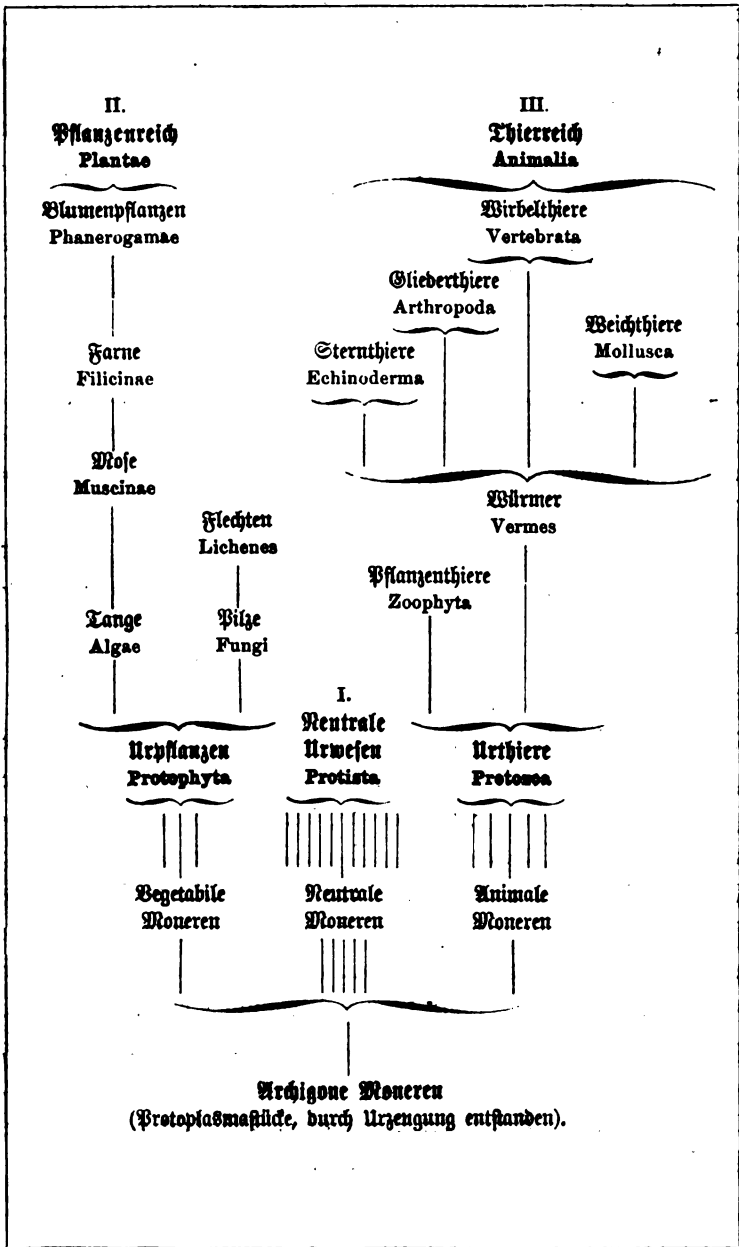 II.
Pflanzenreich
Plantae
Blumenpflanzen
Phanerogamae
Farne
Filicinae
Mose
Muscinae
Flechten
Lichenes
Tange
Algae
Pilze
Fungi
Urpflanzen
Protophyta
Vegetabile
Moneren
I.
Neutrale
Urwesen
Protista
Neutrale
Moneren
III.
Thierreich
Animalia
Wirbelthiere
Vertebrata
Gliederthiere
Arthropoda
Weichthiere
Mollusca
Sternthiere
Echinoderma
Würmer
Vermes
Pflanzenthiere
Zoophyta
Urthiere
Protozoa
Animale
Moneren
Archigone Moneren
(Protoplasmastücke, durch Urzeugung entstanden).